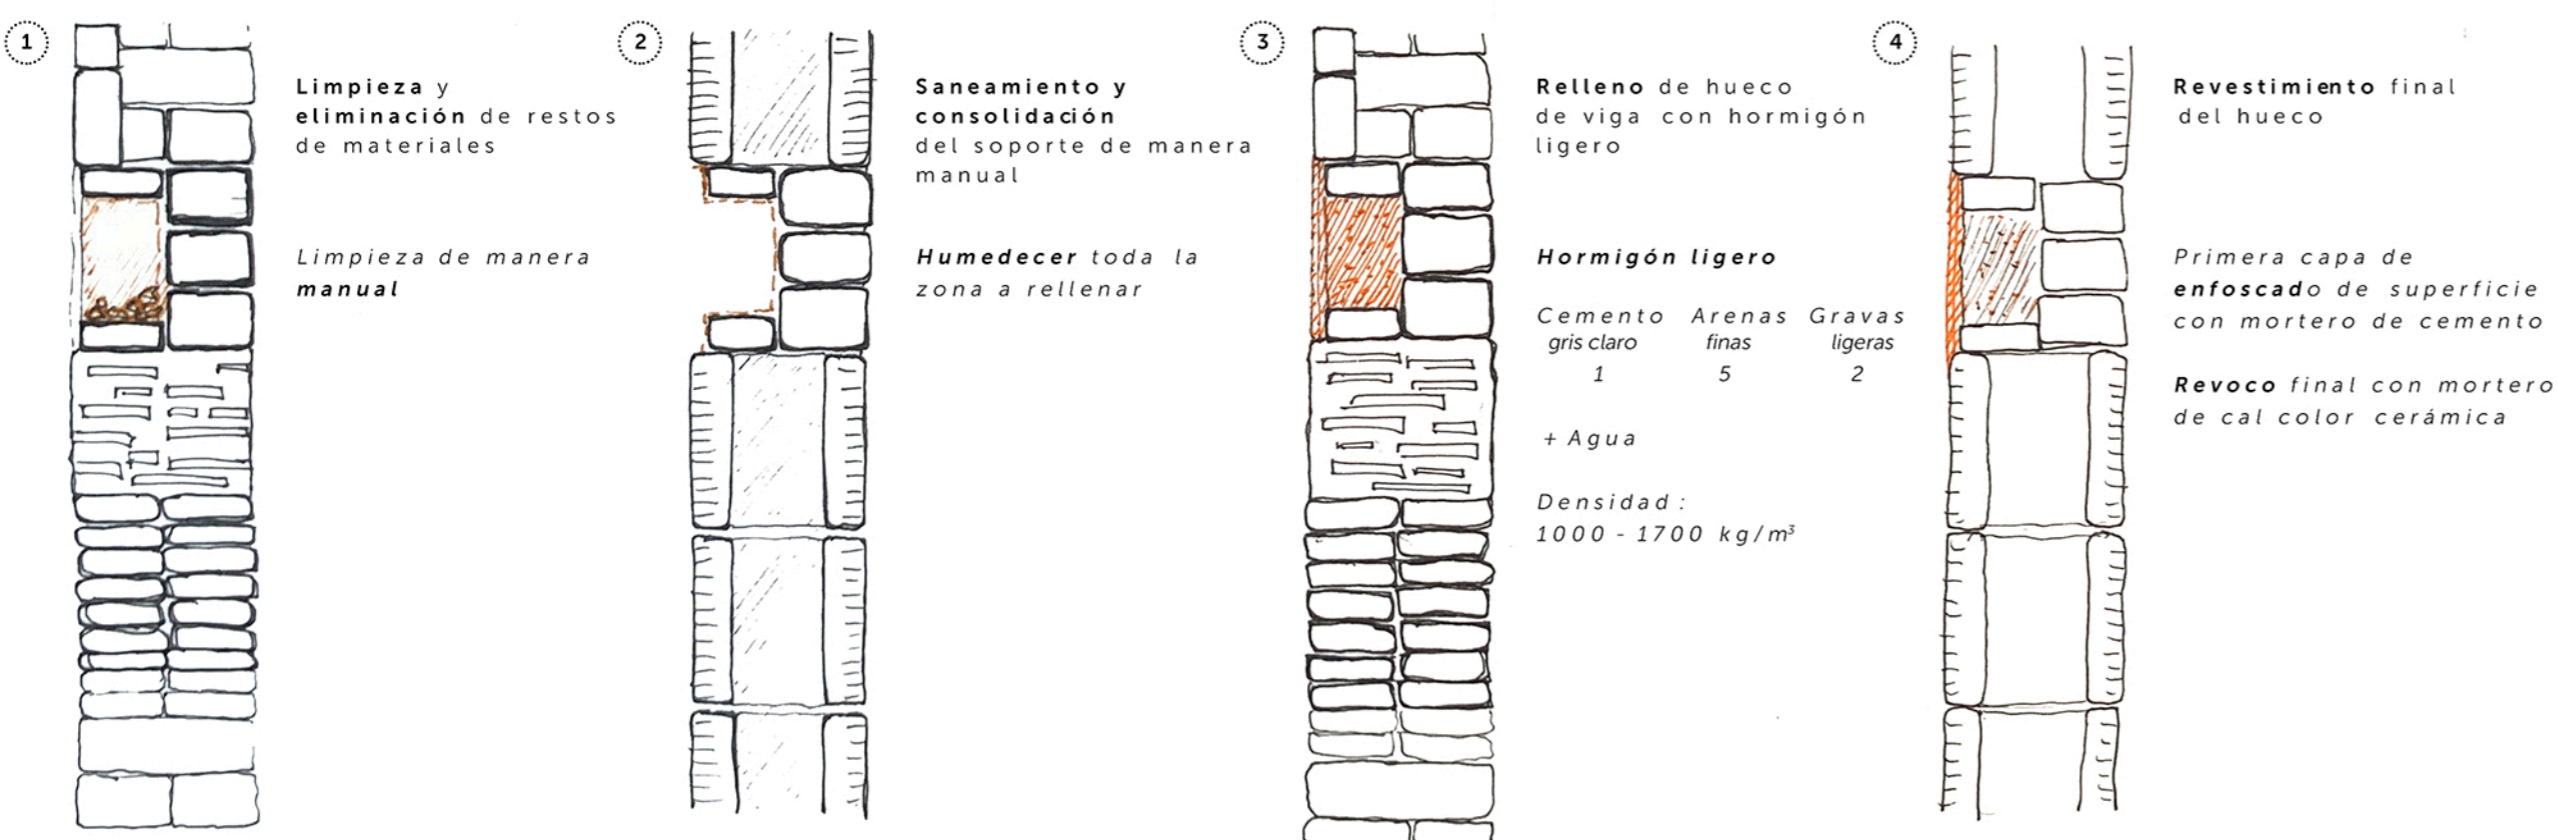 1
Limpieza y
eliminación de restos
de materiales
Limpieza de manera
manual
2
Saneamiento y
consolidación
del soporte de manera
manual
Humedecer toda la
zona a rellenar
3
Relleno de hueco
de viga con hormigón
ligero
Hormigón ligero
Cemento Arenas Gravas
gris claro finas ligeras
1 5 2
+ Agua
Densidad :
1000 - 1700 kg/m³
4
Revestimiento final
del hueco
Primera capa de
enfoscado de superficie
con mortero de cemento
Revoco final con mortero
de cal color cerámica